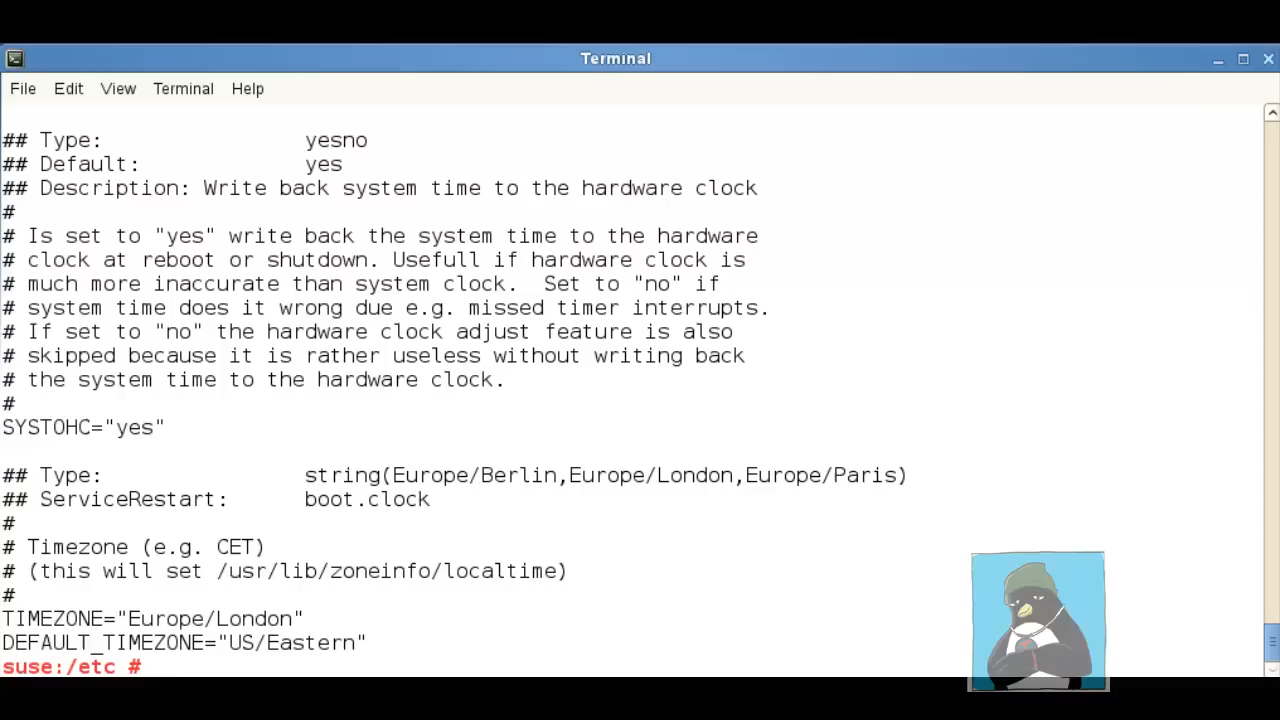 Terminal
File Edit View Terminal Help
## Type: yesno
## Default: yes
## Description: Write back system time to the hardware clock
#
# Is set to "yes" write back the system time to the hardware
# clock at reboot or shutdown. Usefull if hardware clock is
# much more inaccurate than system clock.  Set to "no" if
# system time does it wrong due e.g. missed timer interrupts.
# If set to "no" the hardware clock adjust feature is also
# skipped because it is rather useless without writing back
# the system time to the hardware clock.
#
SYSTOHC="yes"
## Type: string(Europe/Berlin,Europe/London,Europe/Paris)
## ServiceRestart: boot.clock
#
# Timezone (e.g. CET)
# (this will set /usr/lib/zoneinfo/localtime)
#
TIMEZONE="Europe/London"
DEFAULT_TIMEZONE="US/Eastern"
suse:/etc #